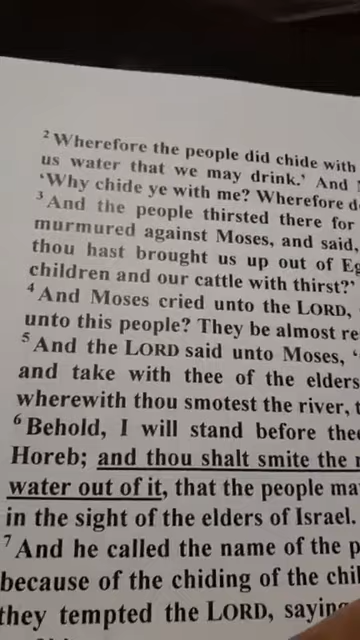 2 Wherefore the people did chide with
us water that we may drink.’ And
‘Why chide ye with me? Wherefore d
3 And the people thirsted there for
murmured against Moses, and said,
thou hast brought us up out of Eg
children and our cattle with thirst?’
4 And Moses cried unto the LORD,
unto this people? They be almost re
5 And the LORD said unto Moses, ‘
and take with thee of the elders
wherewith thou smotest the river, t
6 Behold, I will stand before thee
Horeb; and thou shalt smite the r
water out of it, that the people ma
in the sight of the elders of Israel.
7 And he called the name of the p
because of the chiding of the chil
they tempted the LORD, saying